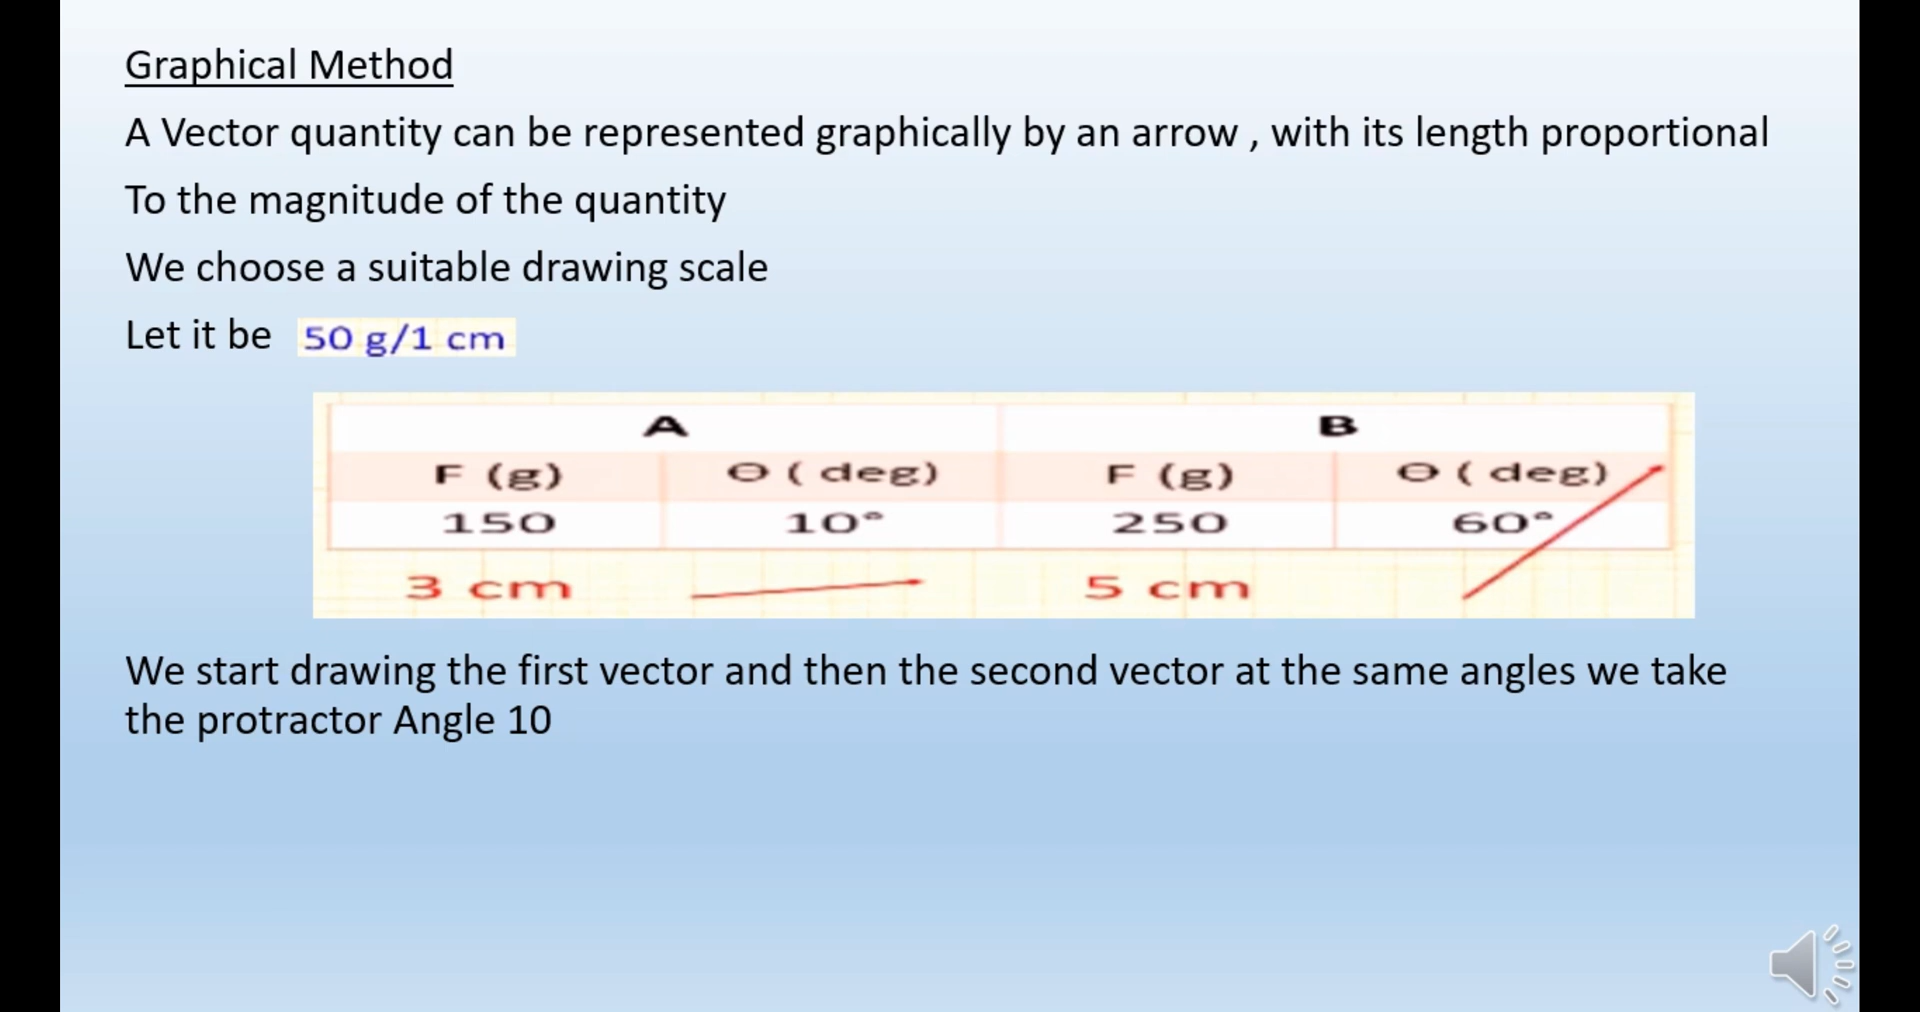 Graphical Method
A Vector quantity can be represented graphically by an arrow , with its length proportional
To the magnitude of the quantity
We choose a suitable drawing scale
Let it be 50 g/1 cm
A B
F (g) Θ ( deg) F (g) Θ ( deg)
150 10° 250 60°
3 cm 5 cm
We start drawing the first vector and then the second vector at the same angles we take
the protractor Angle 10